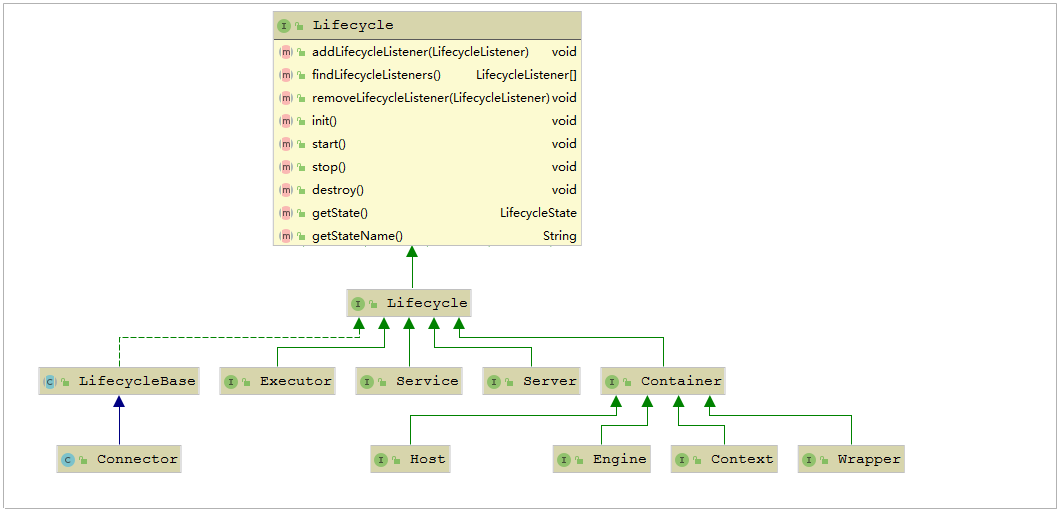 I Lifecycle
m addLifecycleListener(LifecycleListener) void
m findLifecycleListeners() LifecycleListener[]
m removeLifecycleListener(LifecycleListener) void
m init() void
m start() void
m stop() void
m destroy() void
m getState() LifecycleState
m getStateName() String
I Lifecycle
C LifecycleBase I Executor I Service I Server I Container
C Connector I Host I Engine I Context I Wrapper